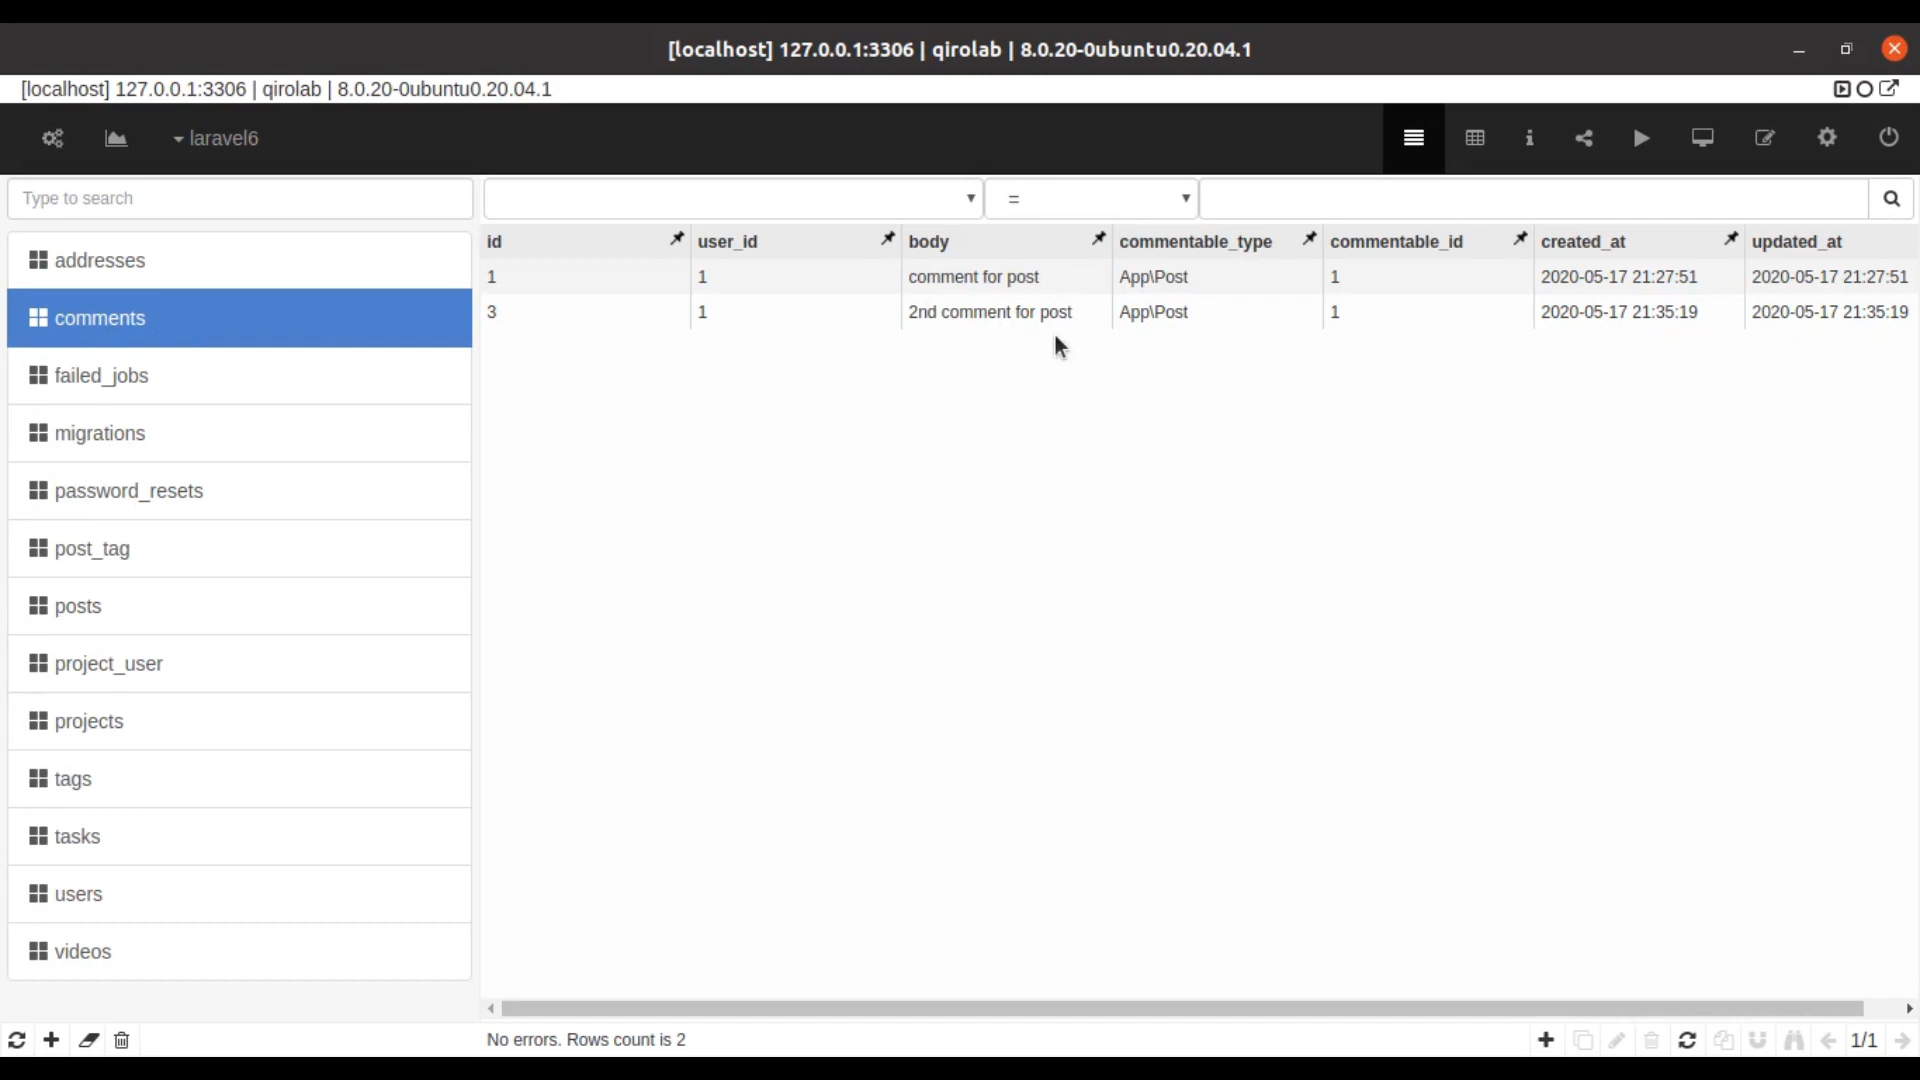 [localhost] 127.0.0.1:3306 | qirolab | 8.0.20-0ubuntu0.20.04.1
[localhost] 127.0.0.1:3306 | qirolab | 8.0.20-0ubuntu0.20.04.1
laravel6
Type to search
=
addresses
comments
failed_jobs
migrations
password_resets
post_tag
posts
project_user
projects
tags
tasks
users
videos
id user_id body commentable_type commentable_id created_at updated_at
1 1 comment for post App\Post 1 2020-05-17 21:27:51 2020-05-17 21:27:51
3 1 2nd comment for post App\Post 1 2020-05-17 21:35:19 2020-05-17 21:35:19
No errors. Rows count is 2
1/1